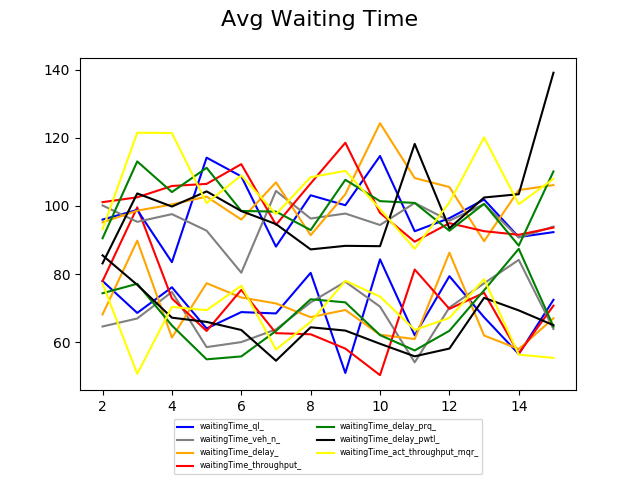 Avg Waiting Time
140
120
100
80
60
2 4 6 8 10 12 14
waitingTime_ql_
waitingTime_veh_n_
waitingTime_delay_
waitingTime_throughput_
waitingTime_delay_prq_
waitingTime_delay_pwtl_
waitingTime_act_throughput_mqr_